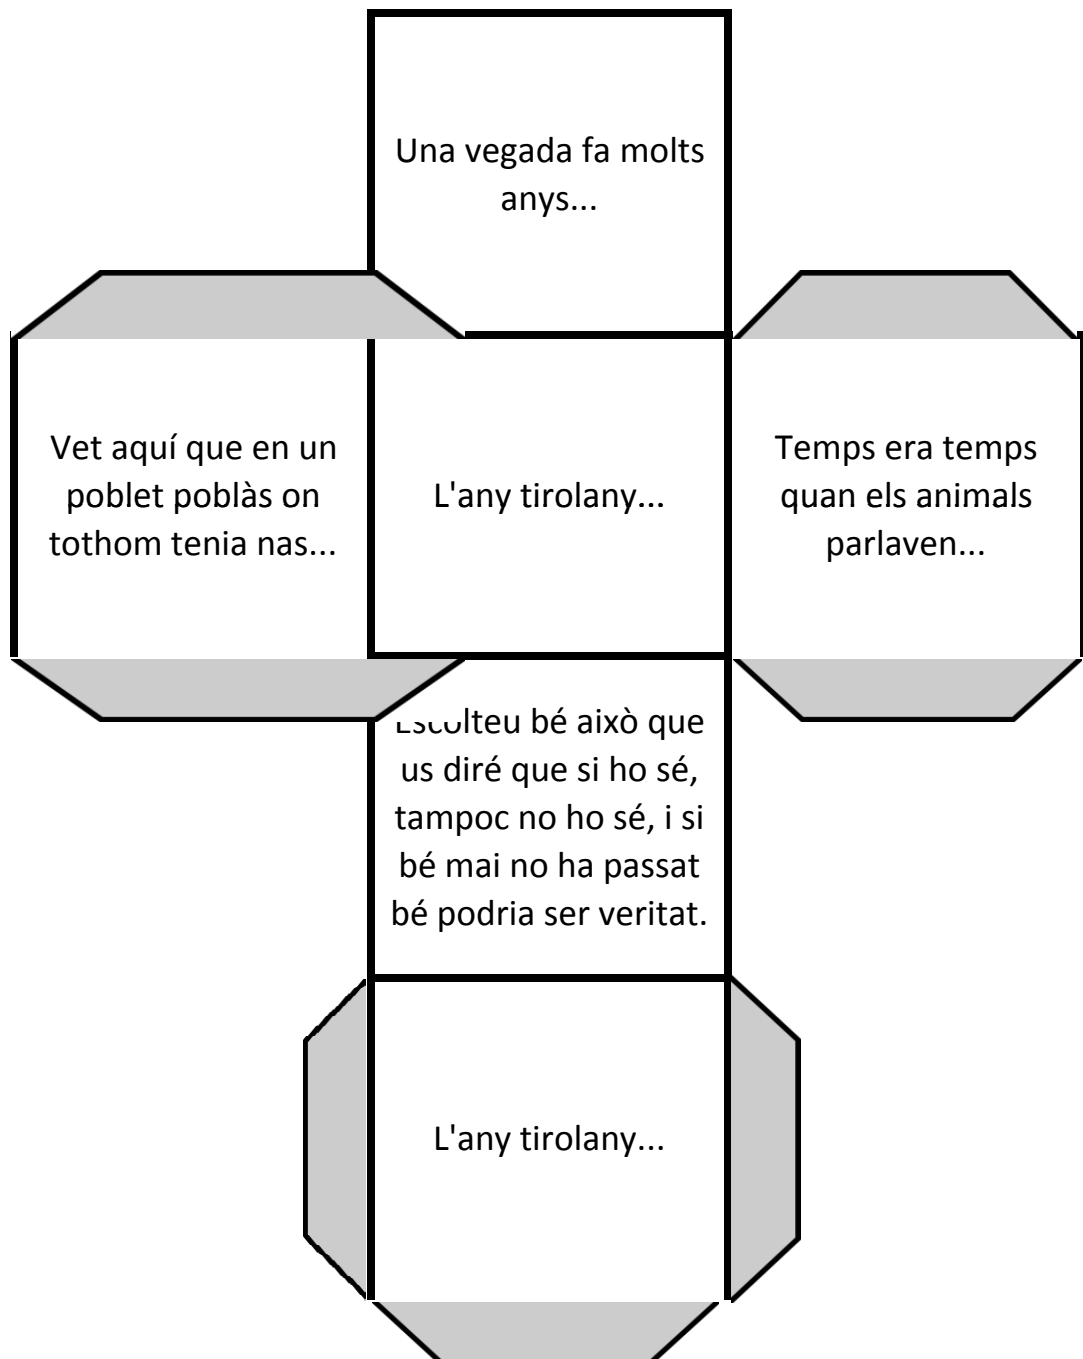 Una vegada fa molts
anys...
Vet aquí que en un
poblet poblàs on
tothom tenia nas...
L'any tirolany...
Temps era temps
quan els animals
parlaven...
Escolteu bé això que
us diré que si ho sé,
tampoc no ho sé, i si
bé mai no ha passat
bé podria ser veritat.
L'any tirolany...